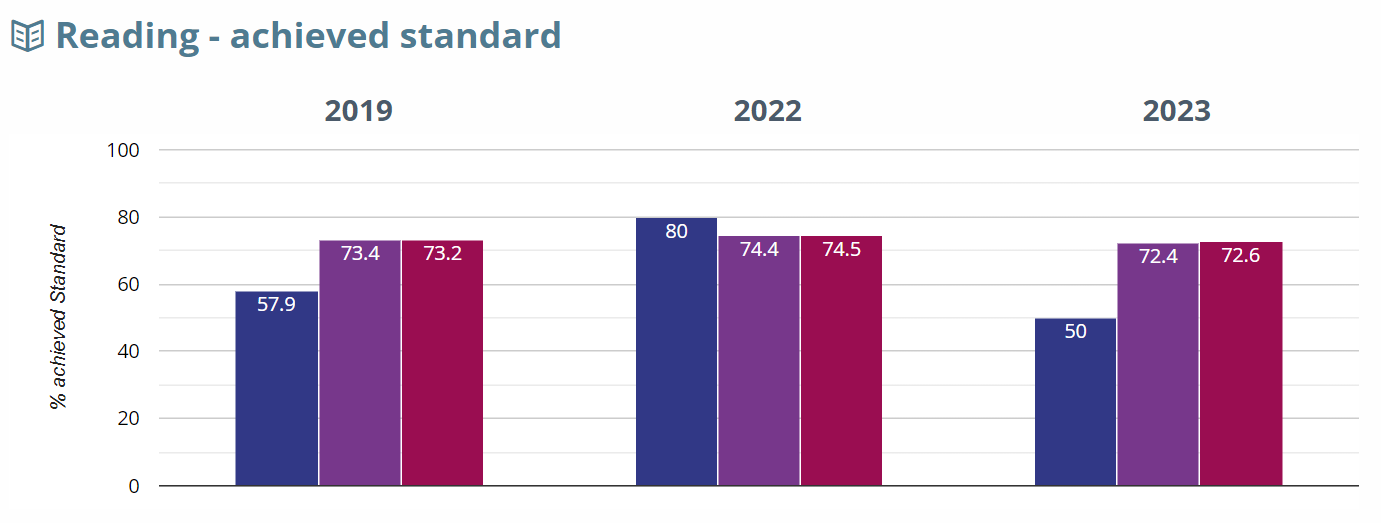 Reading - achieved standard
2019 2022 2023
100
80
60
40
20
0
% achieved Standard
57.9 73.4 73.2
80 74.4 74.5
50 72.4 72.6